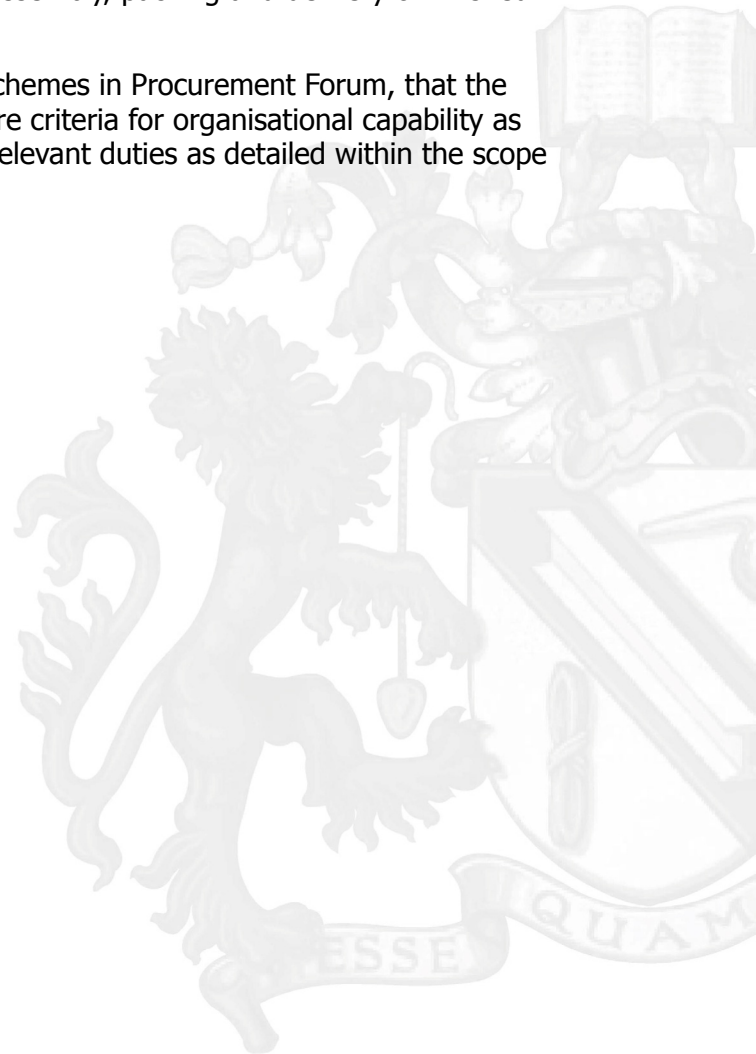 chemes in Procurement Forum, that the
re criteria for organisational capability as
elevant duties as detailed within the scope
ESSE QUAM